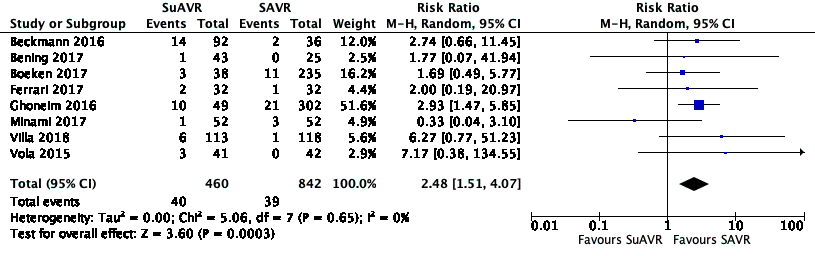 SuAVR SAVR Risk Ratio Risk Ratio
Study or Subgroup Events Total Events Total Weight M-H, Random, 95% CI M-H, Random, 95% CI
Beckmann 2016 14 92 2 36 12.0% 2.74 [0.66, 11.45]
Bening 2017 1 43 0 25 2.5% 1.77 [0.07, 41.94]
Boeken 2017 3 38 11 235 16.2% 1.69 [0.49, 5.77]
Ferrari 2017 2 32 1 32 4.4% 2.00 [0.19, 20.97]
Ghoneim 2016 10 49 21 302 51.6% 2.93 [1.47, 5.85]
Minami 2017 1 52 3 52 4.9% 0.33 [0.04, 3.10]
Villa 2018 6 113 1 118 5.6% 6.27 [0.77, 51.23]
Vola 2015 3 41 0 42 2.9% 7.17 [0.38, 134.55]
Total (95% CI) 460 842 100.0% 2.48 [1.51, 4.07]
Total events 40 39
Heterogeneity: Tau² = 0.00; Chi² = 5.06, df = 7 (P = 0.65); I² = 0%
Test for overall effect: Z = 3.60 (P = 0.0003)
0.01 0.1 1 10 100
Favours SuAVR Favours SAVR